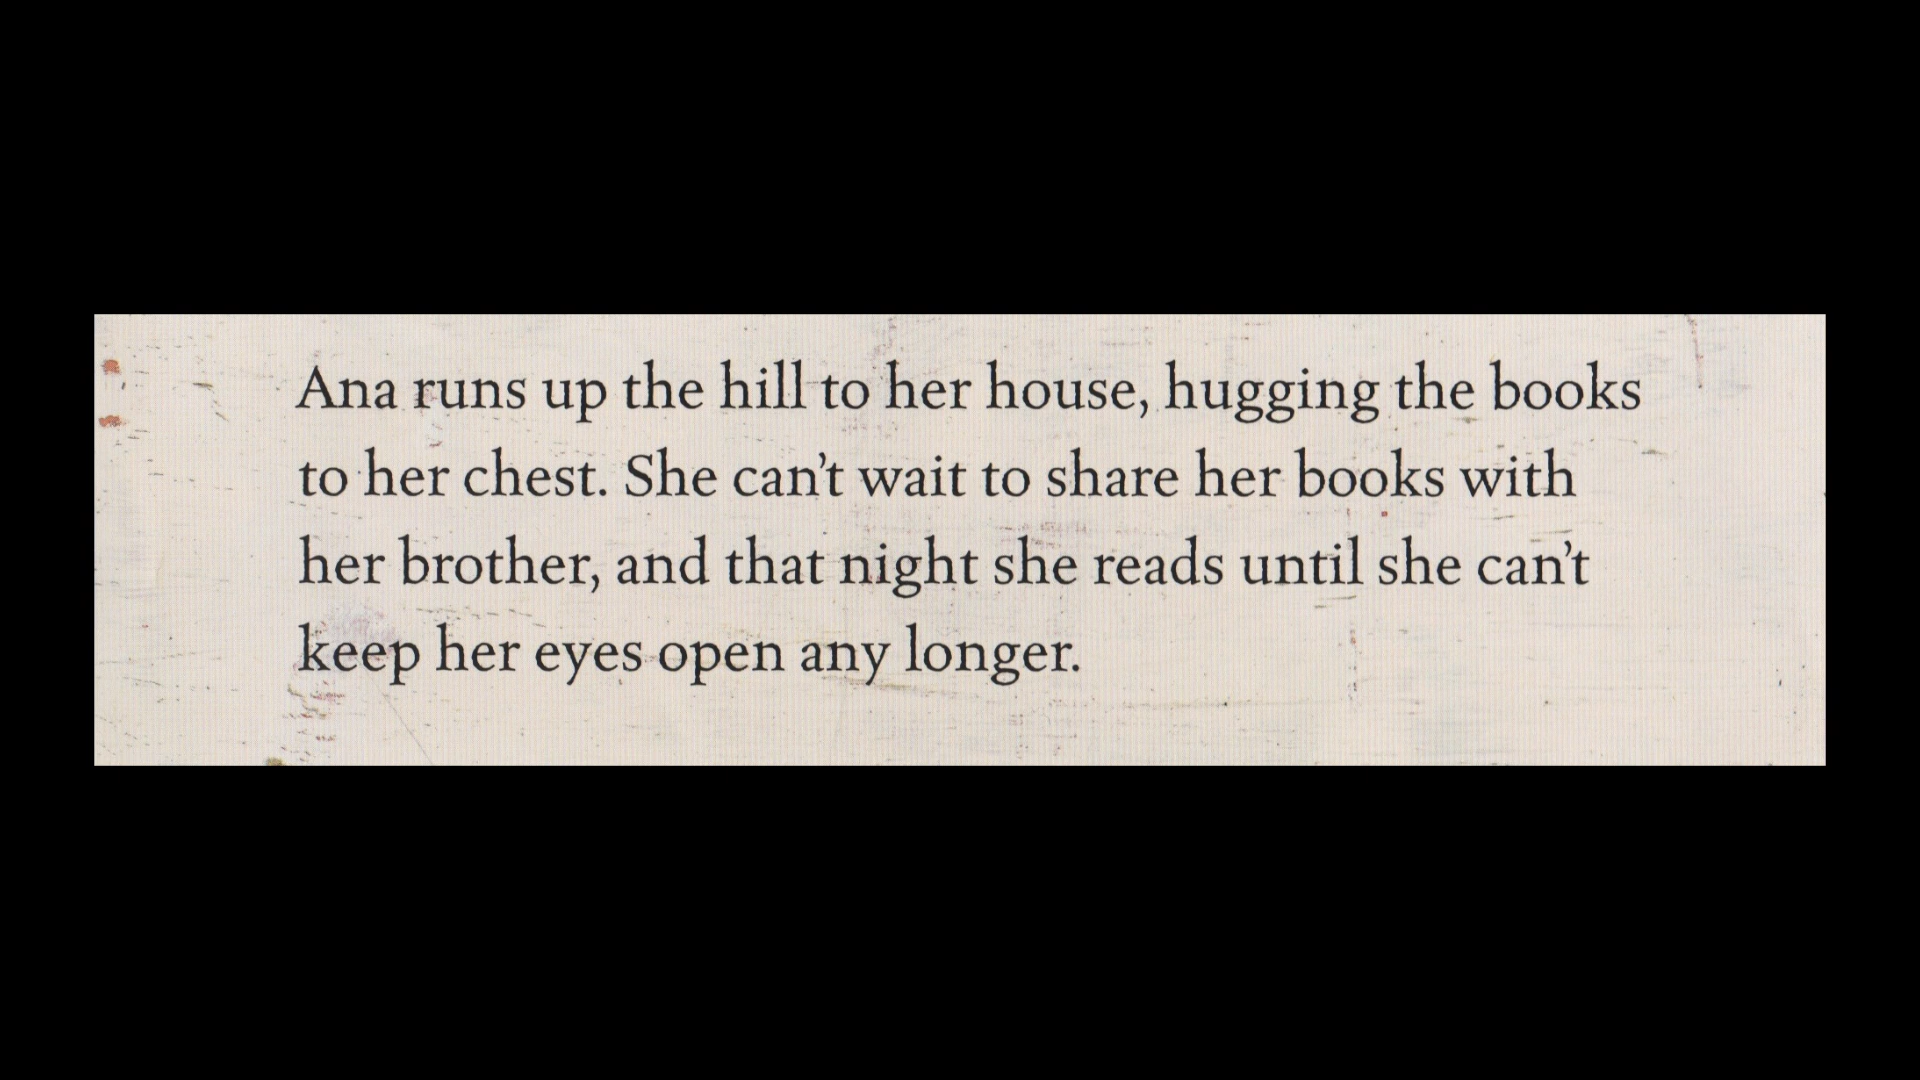 Ana runs up the hill to her house, hugging the books
to her chest. She can’t wait to share her books with
her brother, and that night she reads until she can’t
keep her eyes open any longer.